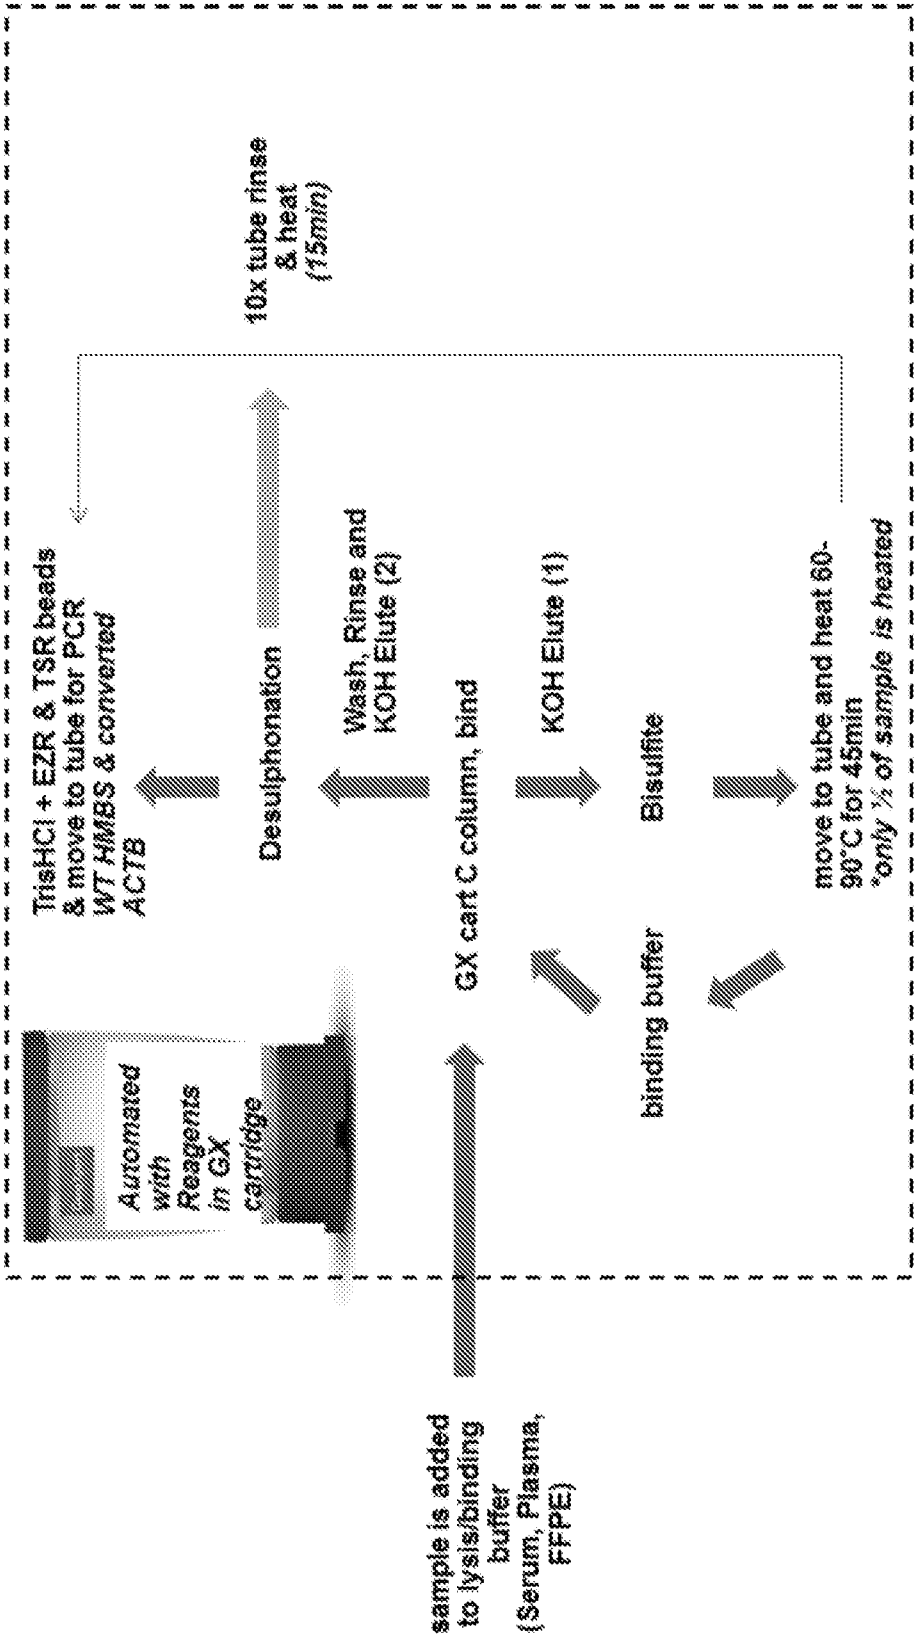 sample is added
to lysis/binding
buffer
(Serum, Plasma,
FFPE)
Automated
with
Reagents
in GX
cartridge
TrisHCl + EZR & TSR beads
& move to tube for PCR
WT HMBS & converted
ACTB
Desulphonation
10x tube rinse
& heat
(15min)
Wash, Rinse and
KOH Elute (2)
GX cart C column, bind
KOH Elute (1)
binding buffer
Bisulfite
move to tube and heat 60-
90°C for 45min
*only ½ of sample is heated